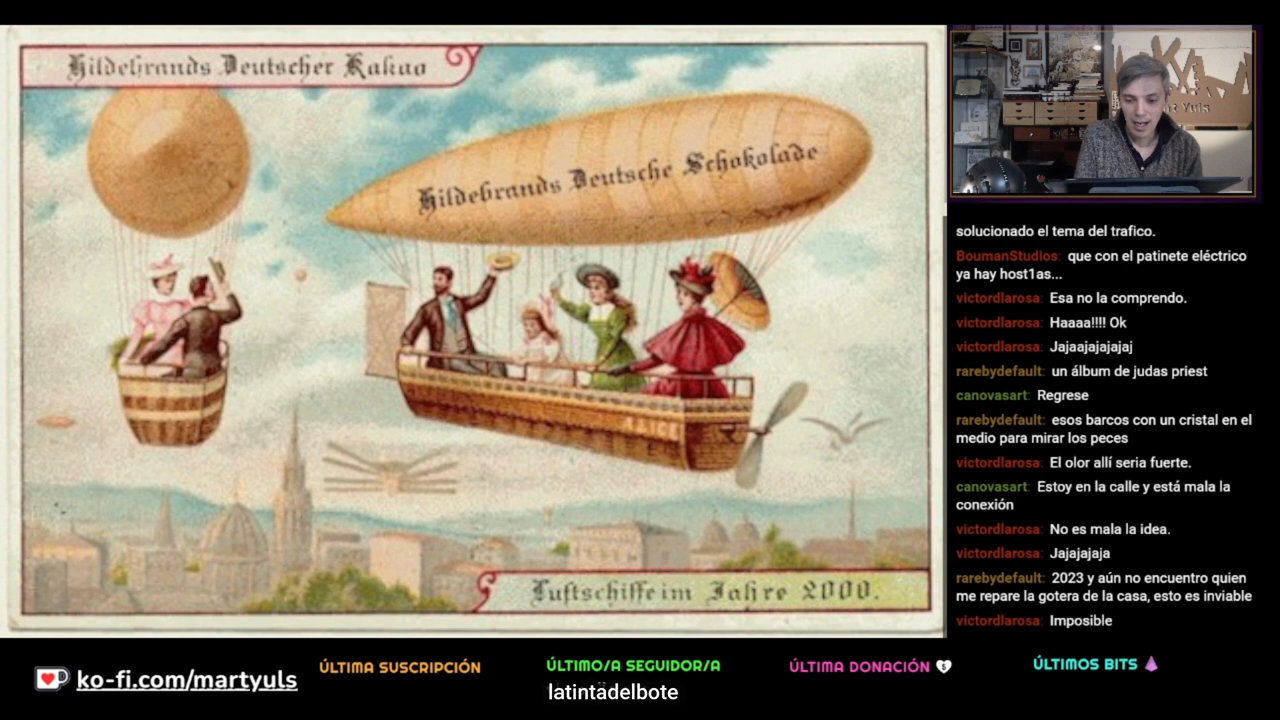 Hildebrands Deutscher Kakao
Hildebrands Deutsche Schokolade
ALICE
Luftschiffe im Jahre 2000.
solucionado el tema del trafico.
BoumanStudios: que con el patinete eléctrico
ya hay host1as...
victordlarosa: Esa no la comprendo.
victordlarosa: Haaaa!!!! Ok
victordlarosa: Jajaajajajajaj
rarebydefault: un álbum de judas priest
canovasart: Regrese
rarebydefault: esos barcos con un cristal en el
medio para mirar los peces
victordlarosa: El olor allí seria fuerte.
canovasart: Estoy en la calle y está mala la
conexión
victordlarosa: No es mala la idea.
victordlarosa: Jajajajaja
rarebydefault: 2023 y aún no encuentro quien
me repare la gotera de la casa, esto es inviable
victordlarosa: Imposible
ko-fi.com/martyuls
ÚLTIMA SUSCRIPCIÓN
ÚLTIMO/A SEGUIDOR/A
latintädelbote
ÚLTIMA DONACIÓN
ÚLTIMOS BITS